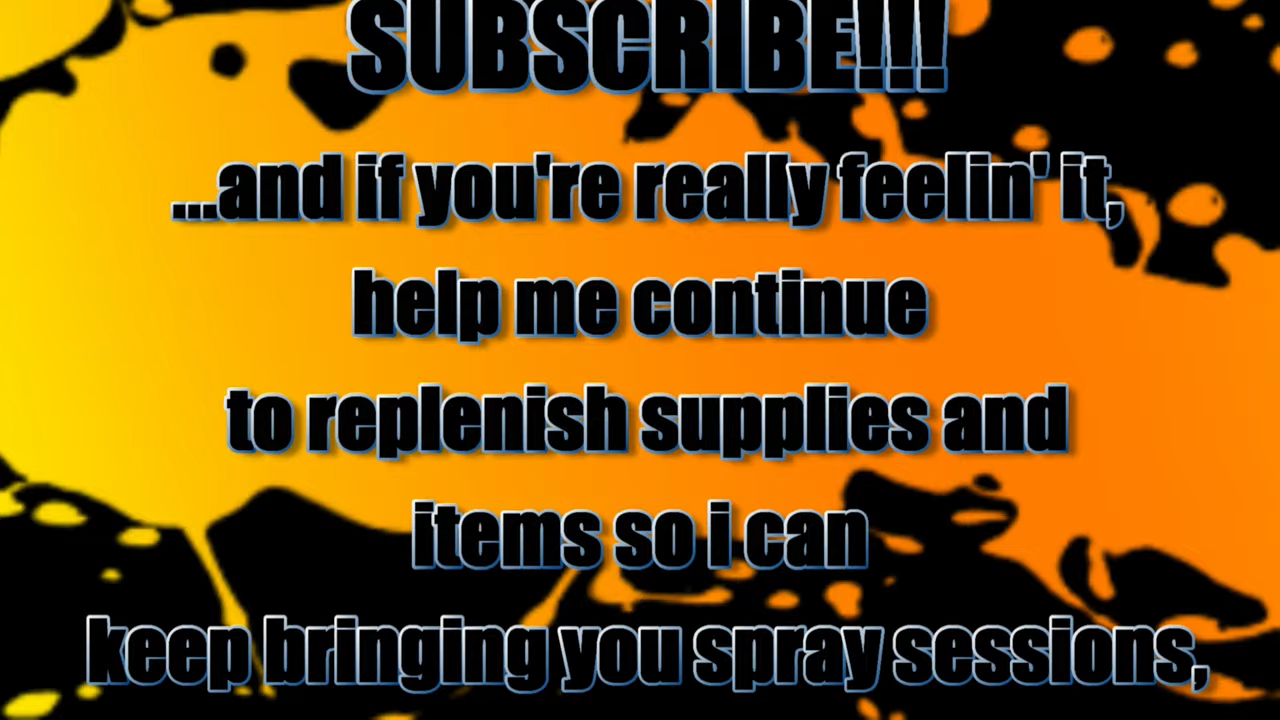 SUBSCRIBE!!!
...and if you're really feelin' it,
help me continue
to replenish supplies and
items so i can
keep bringing you spray sessions,